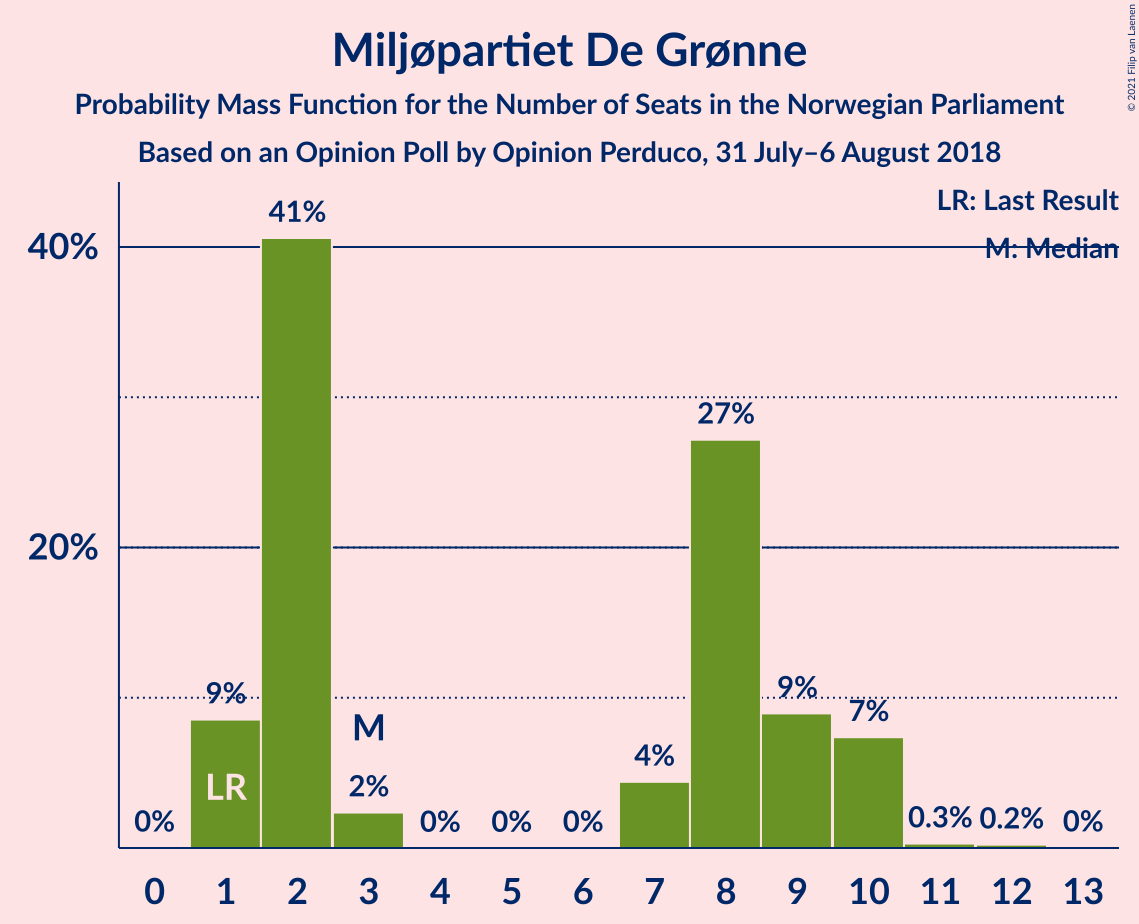 Miljøpartiet De Grønne
Probability Mass Function for the Number of Seats in the Norwegian Parliament
Based on an Opinion Poll by Opinion Perduco, 31 July–6 August 2018
© 2021 Filip van Laenen
LR: Last Result
M: Median
40%
20%
0%
9%
LR
41%
M
2%
0%
0%
0%
4%
27%
9%
7%
0.3%
0.2%
0%
0 1 2 3 4 5 6 7 8 9 10 11 12 13